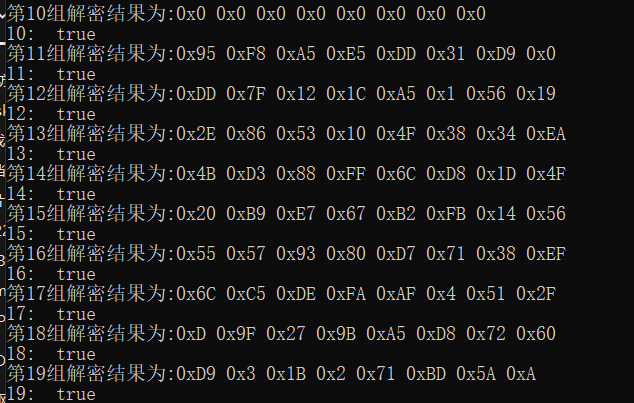 第10组解密结果为:0x0 0x0 0x0 0x0 0x0 0x0 0x0 0x0
10:  true
第11组解密结果为:0x95 0xF8 0xA5 0xE5 0xDD 0x31 0xD9 0x0
11:  true
第12组解密结果为:0xDD 0x7F 0x12 0x1C 0xA5 0x1 0x56 0x19
12:  true
第13组解密结果为:0x2E 0x86 0x53 0x10 0x4F 0x38 0x34 0xEA
13:  true
第14组解密结果为:0x4B 0xD3 0x88 0xFF 0x6C 0xD8 0x1D 0x4F
14:  true
第15组解密结果为:0x20 0xB9 0xE7 0x67 0xB2 0xFB 0x14 0x56
15:  true
第16组解密结果为:0x55 0x57 0x93 0x80 0xD7 0x71 0x38 0xEF
16:  true
第17组解密结果为:0x6C 0xC5 0xDE 0xFA 0xAF 0x4 0x51 0x2F
17:  true
第18组解密结果为:0xD 0x9F 0x27 0x9B 0xA5 0xD8 0x72 0x60
18:  true
第19组解密结果为:0xD9 0x3 0x1B 0x2 0x71 0xBD 0x5A 0xA
19:  true